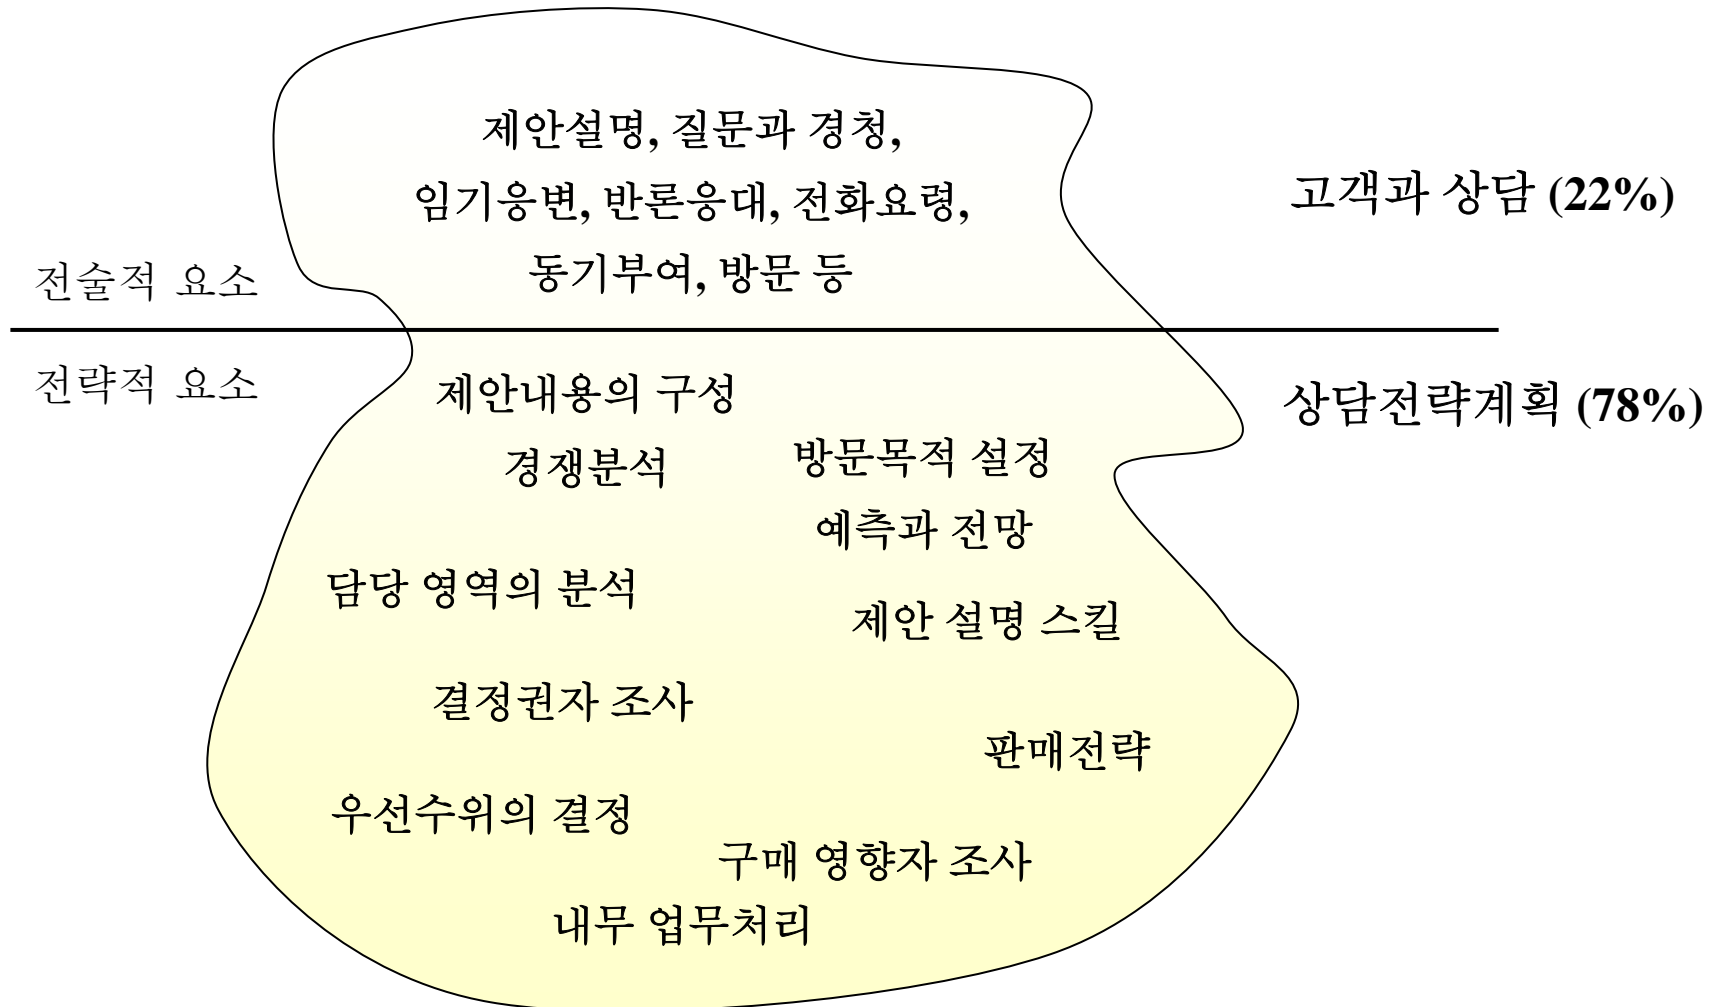 제안설명, 질문과 경청,
임기응변, 반론응대, 전화요령,
동기부여, 방문 등
고객과 상담 (22%)
전술적 요소
전략적 요소
상담전략계획 (78%)
제안내용의 구성
경쟁분석
방문목적 설정
예측과 전망
담당 영역의 분석
제안 설명 스킬
결정권자 조사
판매전략
우선수위의 결정
구매 영향자 조사
내무 업무처리